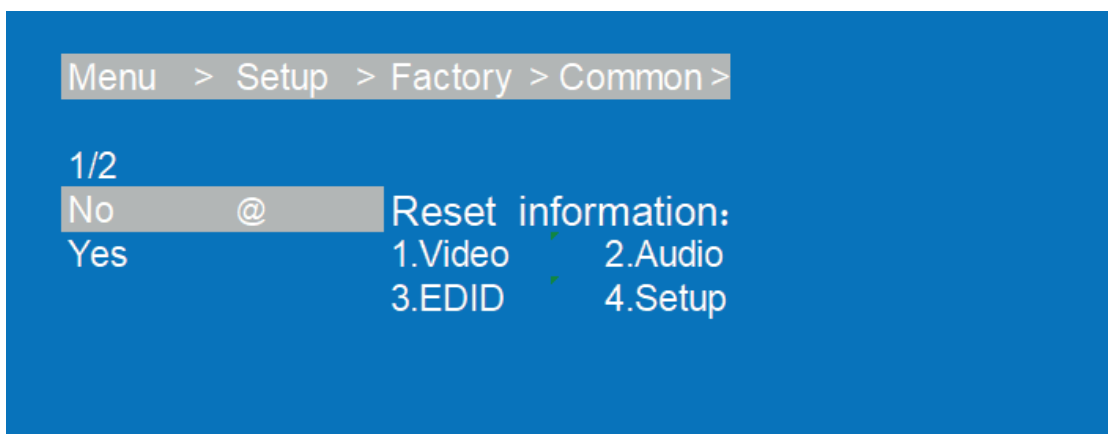 Menu > Setup > Factory > Common >
1/2
No @ Reset information：
Yes 1.Video 2.Audio
3.EDID 4.Setup